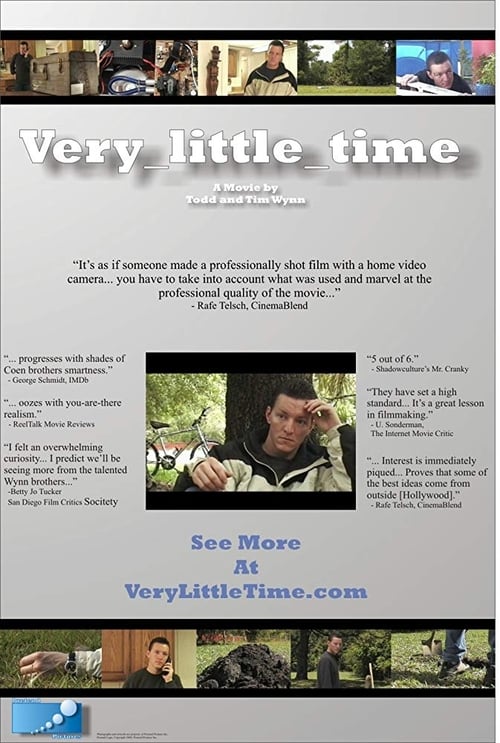 Very_little_time
A Movie by
Todd and Tim Wynn
“It’s as if someone made a professionally shot film with a home video
camera... you have to take into account what was used and marvel at the
professional quality of the movie...”
- Rafe Telsch, CinemaBlend
“... progresses with shades of
Coen brothers smartness.”
- George Schmidt, IMDb
“... oozes with you-are-there
realism.”
- ReelTalk Movie Reviews
“I felt an overwhelming
curiosity... I predict we’ll be
seeing more from the talented
Wynn brothers...”
-Betty Jo Tucker
San Diego Film Critics Socitety
“5 out of 6.”
- Shadowculture’s Mr. Cranky
“They have set a high
standard... It’s a great lesson
in filmmaking.”
- U. Sonderman,
The Internet Movie Critic
“... Interest is immediately
piqued... Proves that some of
the best ideas come from
outside [Hollywood].”
- Rafe Telsch, CinemaBlend
See More
At
VeryLittleTime.com
Pictures